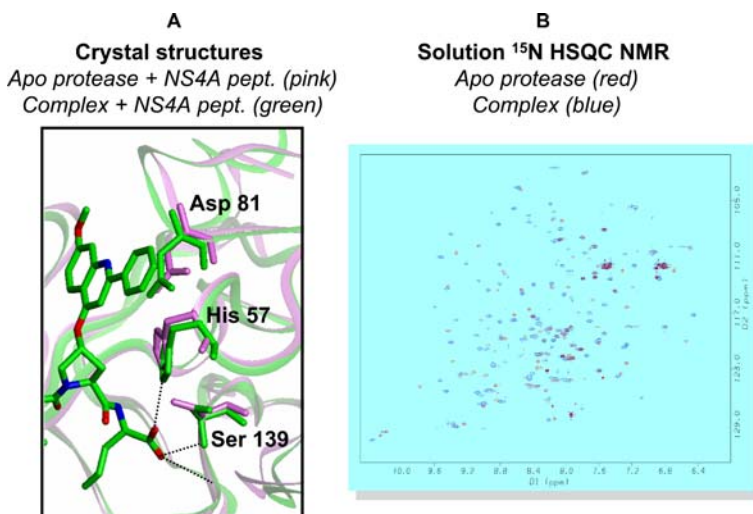 A
Crystal structures
Apo protease + NS4A pept. (pink)
Complex + NS4A pept. (green)
Asp 81
His 57
Ser 139
B
Solution ¹⁵N HSQC NMR
Apo protease (red)
Complex (blue)
105.0
111.0
117.0
123.0
129.0
D2 (ppm)
10.0 9.6 9.2 8.8 8.4 8.0 7.6 7.2 6.8 6.4
D1 (ppm)